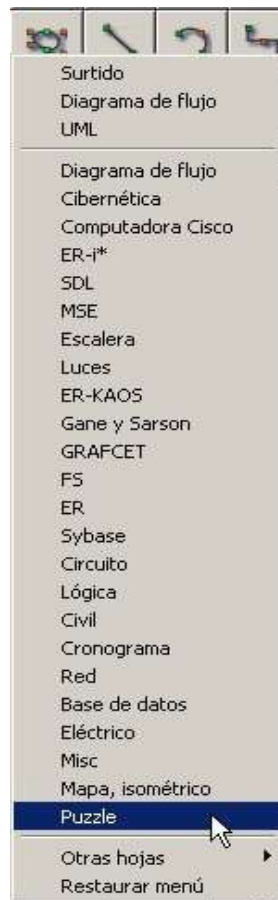 Surtido
Diagrama de flujo
UML
Diagrama de flujo
Cibernética
Computadora Cisco
ER-i*
SDL
MSE
Escalera
Luces
ER-KAOS
Gane y Sarson
GRAFCET
FS
ER
Sybase
Circuito
Lógica
Civil
Cronograma
Red
Base de datos
Eléctrico
Misc
Mapa, isométrico
Puzzle
Otras hojas
Restaurar menú